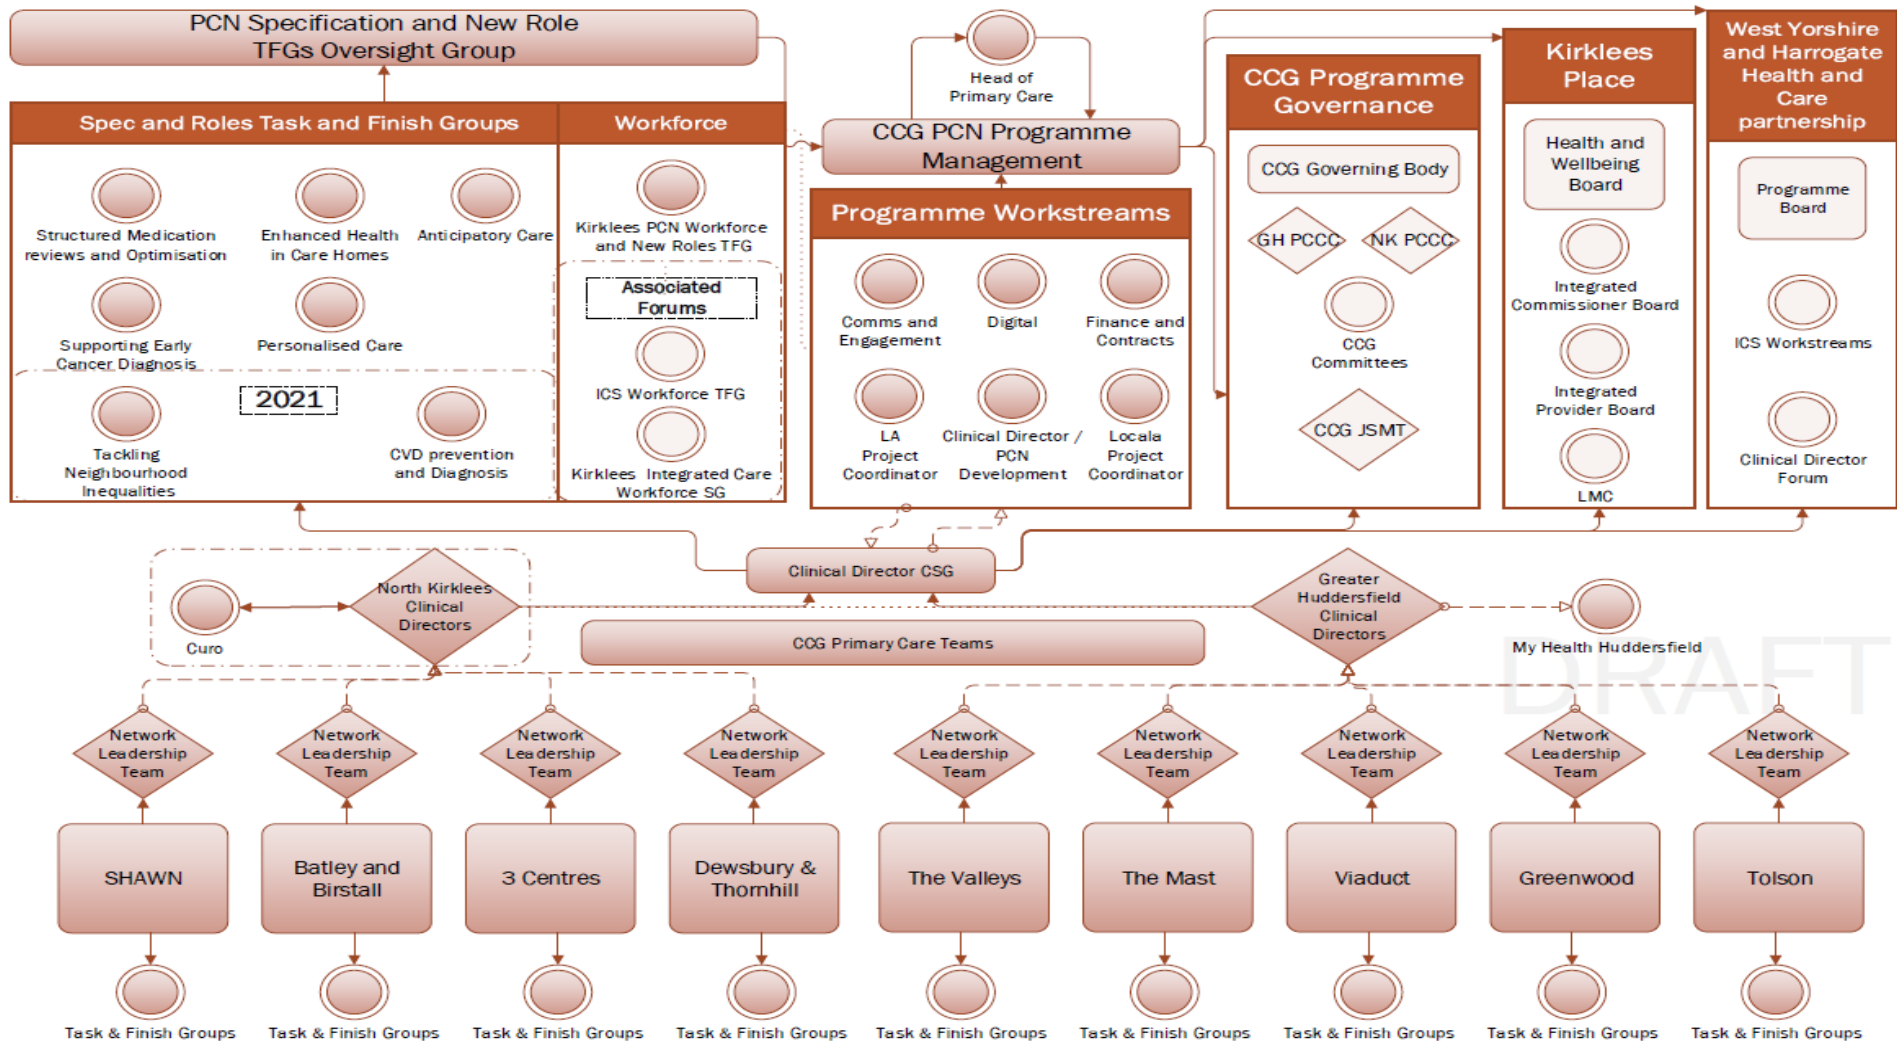 PCN Specification and New Role
TFGs Oversight Group
Head of
Primary Care
CCG PCN Programme
Management
Spec and Roles Task and Finish Groups
Structured Medication
reviews and Optimisation
Enhanced Health
in Care Homes
Anticipatory Care
Supporting Early
Cancer Diagnosis
Personalised Care
2021
Tackling
Neighbourhood
Inequalities
CVD prevention
and Diagnosis
Workforce
Kirklees PCN Workforce
and New Roles TFG
Associated
Forums
ICS Workforce TFG
Kirklees Integrated Care
Workforce SG
Programme Workstreams
Comms and
Engagement
Digital
Finance and
Contracts
LA
Project
Coordinator
Clinical Director /
PCN
Development
Locala
Project
Coordinator
CCG Programme
Governance
CCG Governing Body
GH PCCC
NK PCCC
CCG
Committees
CCG JSMT
Kirklees
Place
Health and
Wellbeing
Board
Integrated
Commissioner Board
Integrated
Provider Board
LMC
West Yorshire
and Harrogate
Health and
Care
partnership
Programme
Board
ICS Workstreams
Clinical Director
Forum
Clinical Director CSG
Curo
North Kirklees
Clinical
Directors
CCG Primary Care Teams
Greater
Huddersfield
Clinical
Directors
My Health Huddersfield
DRAFT
Network
Leadership
Team
Network
Leadership
Team
Network
Leadership
Team
Network
Leadership
Team
Network
Leadership
Team
Network
Leadership
Team
Network
Leadership
Team
Network
Leadership
Team
Network
Leadership
Team
SHAWN
Batley and
Birstall
3 Centres
Dewsbury &
Thornhill
The Valleys
The Mast
Viaduct
Greenwood
Tolson
Task & Finish Groups
Task & Finish Groups
Task & Finish Groups
Task & Finish Groups
Task & Finish Groups
Task & Finish Groups
Task & Finish Groups
Task & Finish Groups
Task & Finish Groups